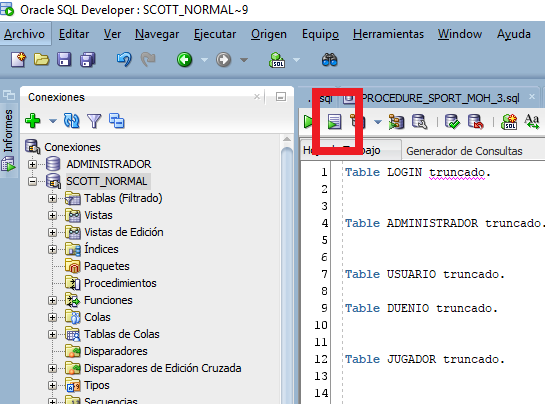 Oracle SQL Developer : SCOTT_NORMAL~9
Archivo Editar Ver Navegar Ejecutar Origen Equipo Herramientas Window Ayuda
SQL
Informes
Conexiones
Conexiones
ADMINISTRADOR
SCOTT_NORMAL
Tablas (Filtrado)
Vistas
Vistas de Edición
Índices
Paquetes
Procedimientos
Funciones
Colas
Tablas de Colas
Disparadores
Disparadores de Edición Cruzada
Tipos
Secuencias
...sql PROCEDURE_SPORT_MOH_3.sql
SQL Aa
Trabajo Generador de Consultas
1 Table LOGIN truncado.
2
3
4 Table ADMINISTRADOR truncado.
5
6
7 Table USUARIO truncado.
8
9 Table DUENIO truncado.
10
11
12 Table JUGADOR truncado.
13
14